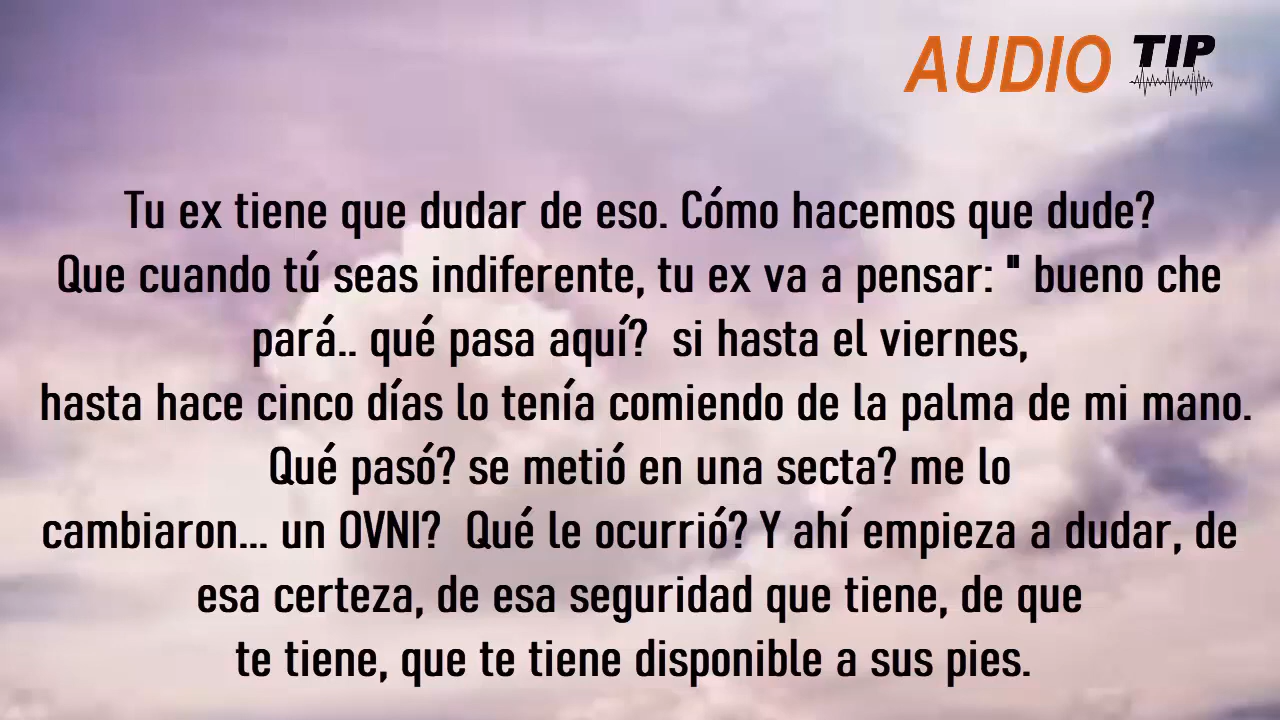 AUDIO TIP
Tu ex tiene que dudar de eso. Cómo hacemos que dude?
Que cuando tú seas indiferente, tu ex va a pensar: " bueno che
pará.. qué pasa aquí?  si hasta el viernes,
hasta hace cinco días lo tenía comiendo de la palma de mi mano.
Qué pasó? se metió en una secta? me lo
cambiaron... un OVNI?  Qué le ocurrió? Y ahí empieza a dudar, de
esa certeza, de esa seguridad que tiene, de que
te tiene, que te tiene disponible a sus pies.